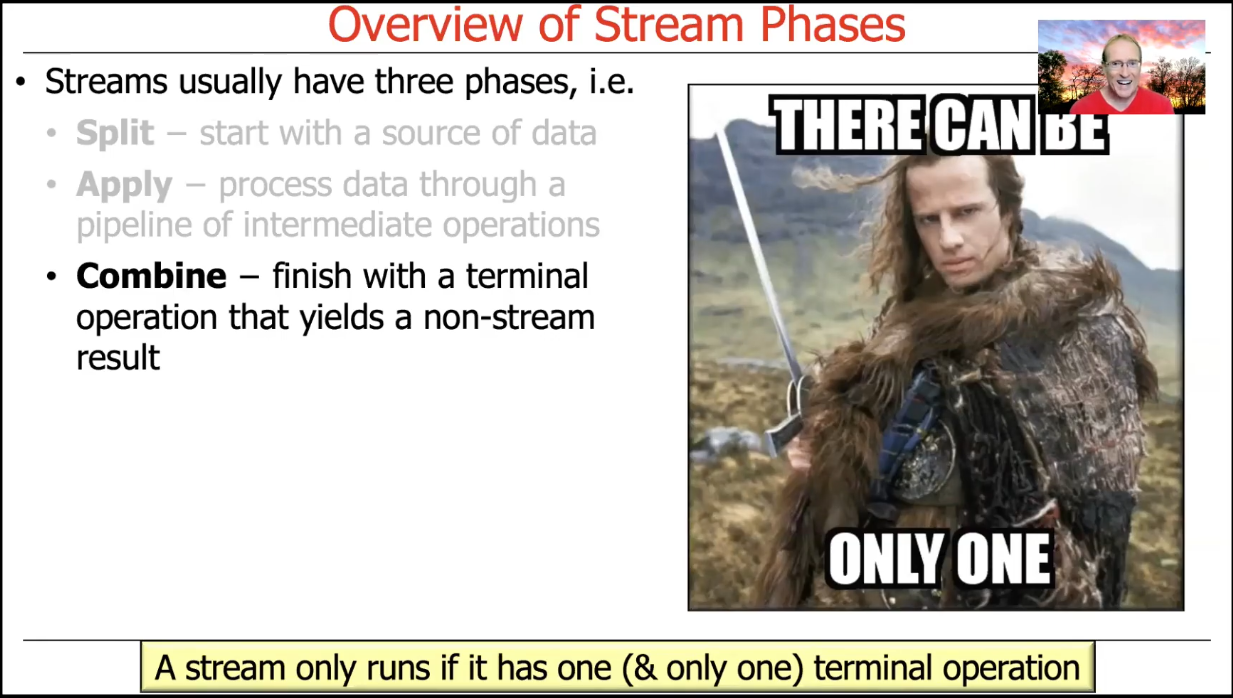 Overview of Stream Phases
• Streams usually have three phases, i.e.
• Split – start with a source of data
• Apply – process data through a
pipeline of intermediate operations
• Combine – finish with a terminal
operation that yields a non-stream
result
THERE CAN BE
ONLY ONE
A stream only runs if it has one (& only one) terminal operation